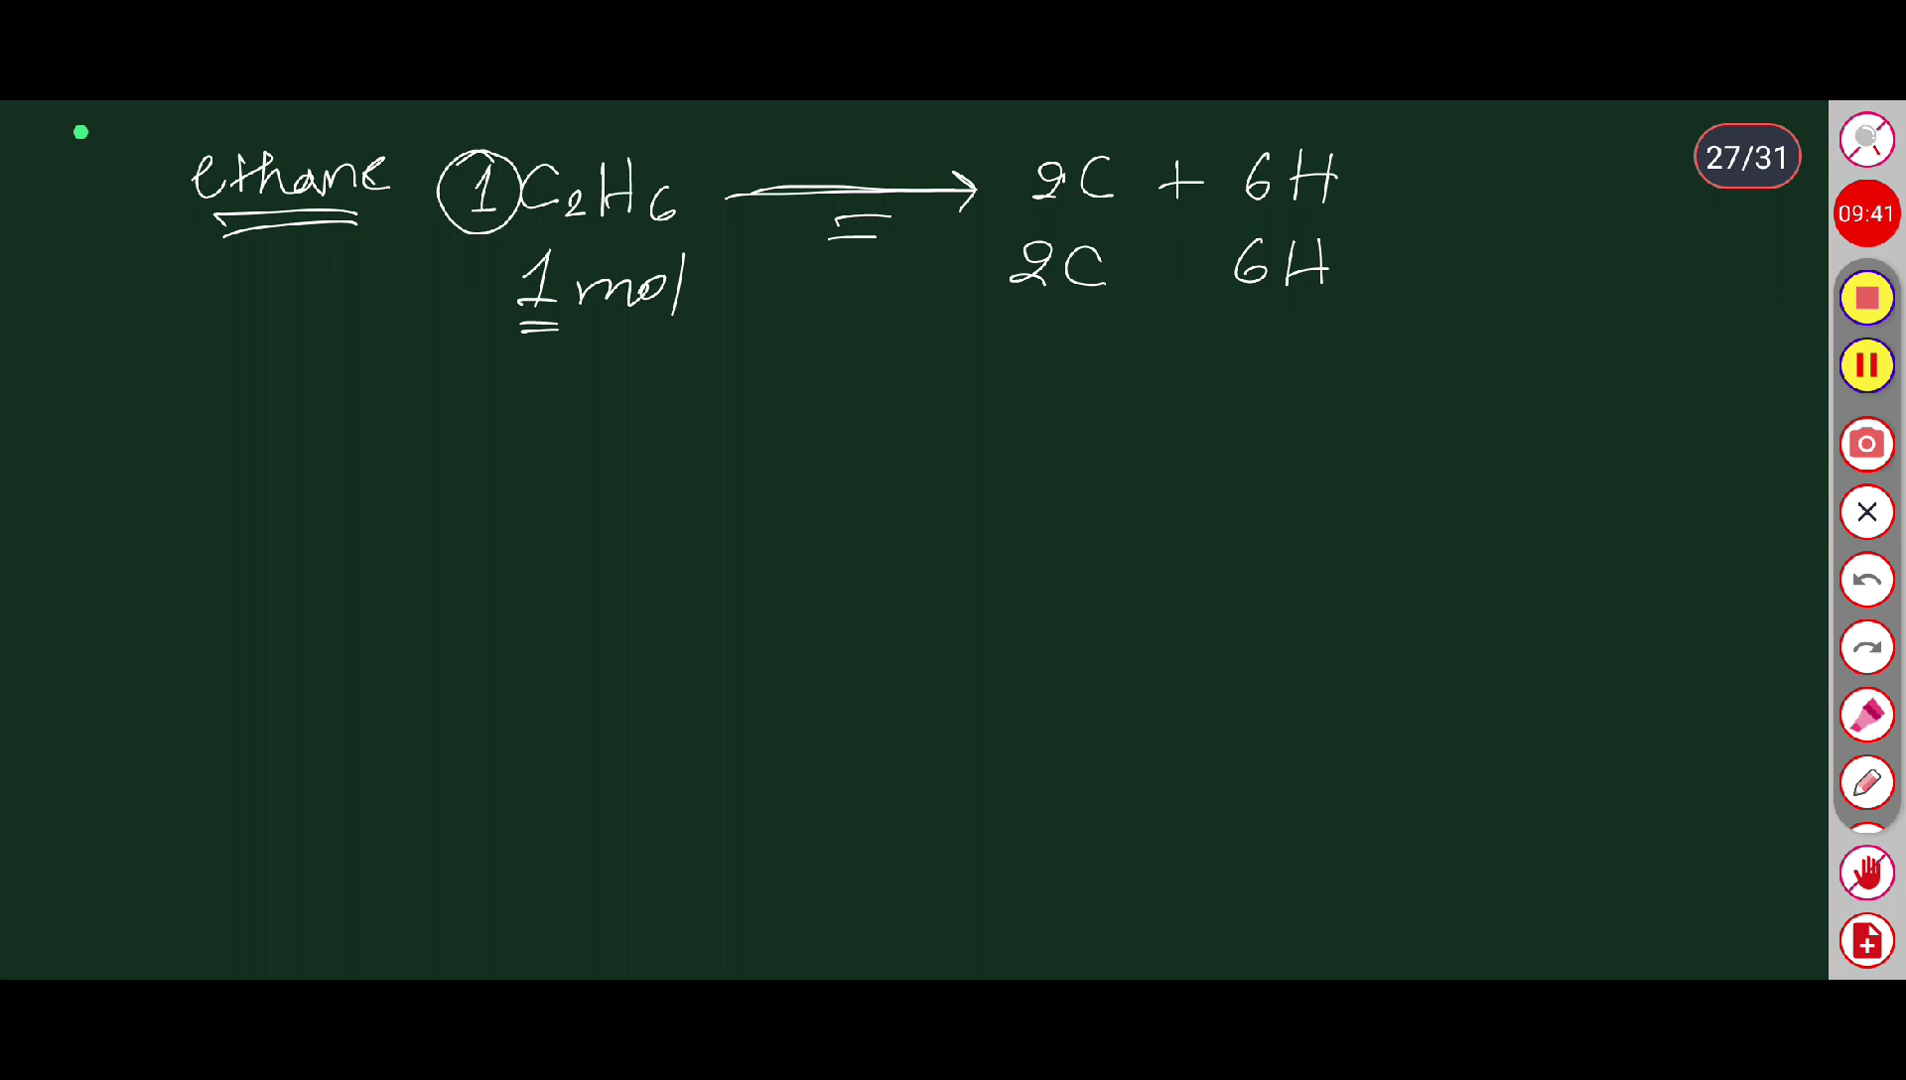 ethane 1 C₂H₆ → 2C + 6H
1 mol 2C 6H
27/31
09:41